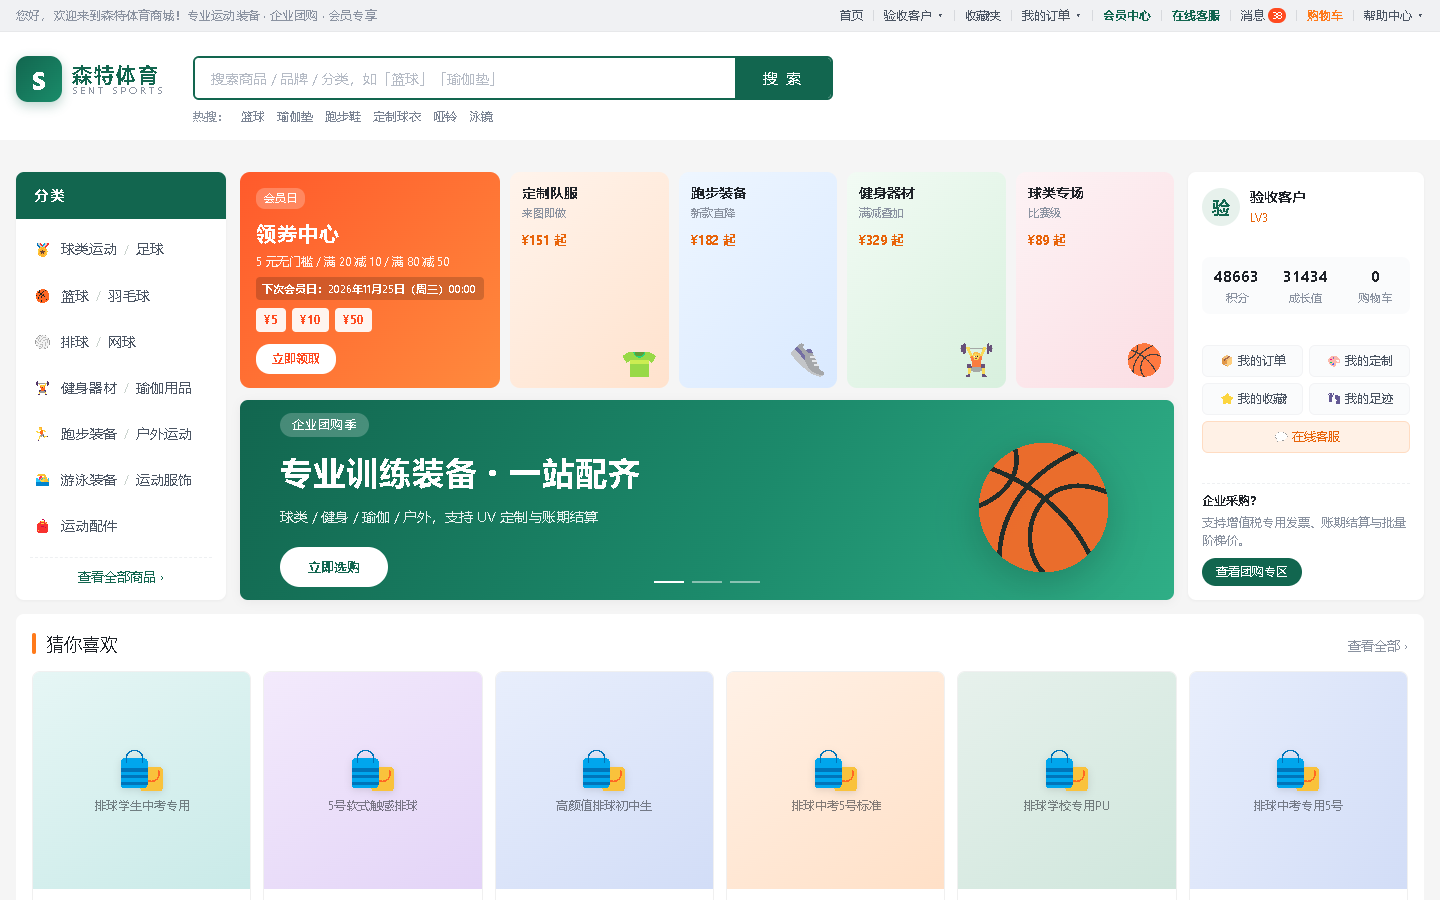 您好，欢迎来到森特体育商城！专业运动装备 · 企业团购 · 会员专享
首页 验收客户 收藏夹 我的订单 会员中心 在线客服 消息 38 购物车 帮助中心
S 森特体育
SENT SPORTS
搜索商品 / 品牌 / 分类，如「篮球」「瑜伽垫」
搜 索
热搜： 篮球 瑜伽垫 跑步鞋 定制球衣 哑铃 泳镜
分类
球类运动 / 足球
篮球 / 羽毛球
排球 / 网球
健身器材 / 瑜伽用品
跑步装备 / 户外运动
游泳装备 / 运动服饰
运动配件
查看全部商品 ›
会员日
领券中心
5 元无门槛 / 满 20 减 10 / 满 80 减 50
下次会员日：2026年11月25日（周三）00:00
¥5 ¥10 ¥50
立即领取
定制队服
来图即做
¥151 起
跑步装备
新款直降
¥182 起
健身器材
满减叠加
¥329 起
球类专场
比赛级
¥89 起
企业团购季
专业训练装备 · 一站配齐
球类 / 健身 / 瑜伽 / 户外，支持 UV 定制与账期结算
立即选购
验 验收客户
LV3
48663 31434 0
积分 成长值 购物车
我的订单 我的定制
我的收藏 我的足迹
在线客服
企业采购？
支持增值税专用发票、账期结算与批量
阶梯价。
查看团购专区
猜你喜欢
查看全部 ›
排球学生中考专用
5号软式触感排球
高颜值排球初中生
排球中考5号标准
排球学校专用PU
排球中考专用5号